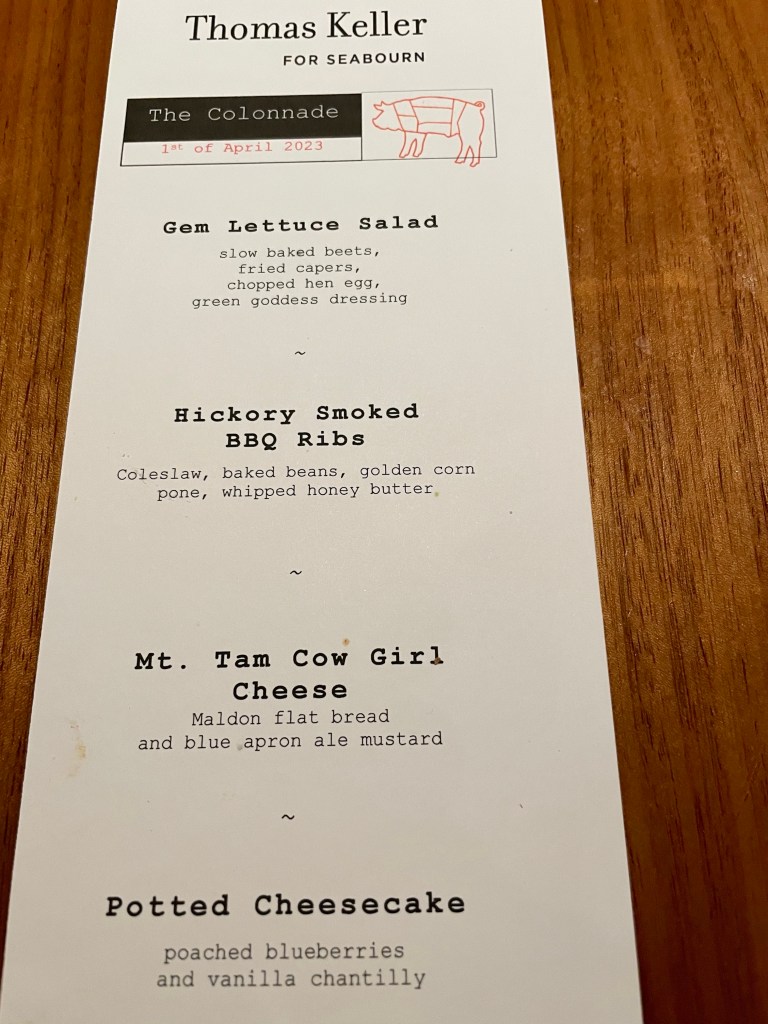 Thomas Keller
FOR SEABOURN
The Colonnade
1st of April 2023
Gem Lettuce Salad
slow baked beets,
fried capers,
chopped hen egg,
green goddess dressing
~
Hickory Smoked
BBQ Ribs
Coleslaw, baked beans, golden corn
pone, whipped honey butter
~
Mt. Tam Cow Girl
Cheese
Maldon flat bread
and blue apron ale mustard
~
Potted Cheesecake
poached blueberries
and vanilla chantilly